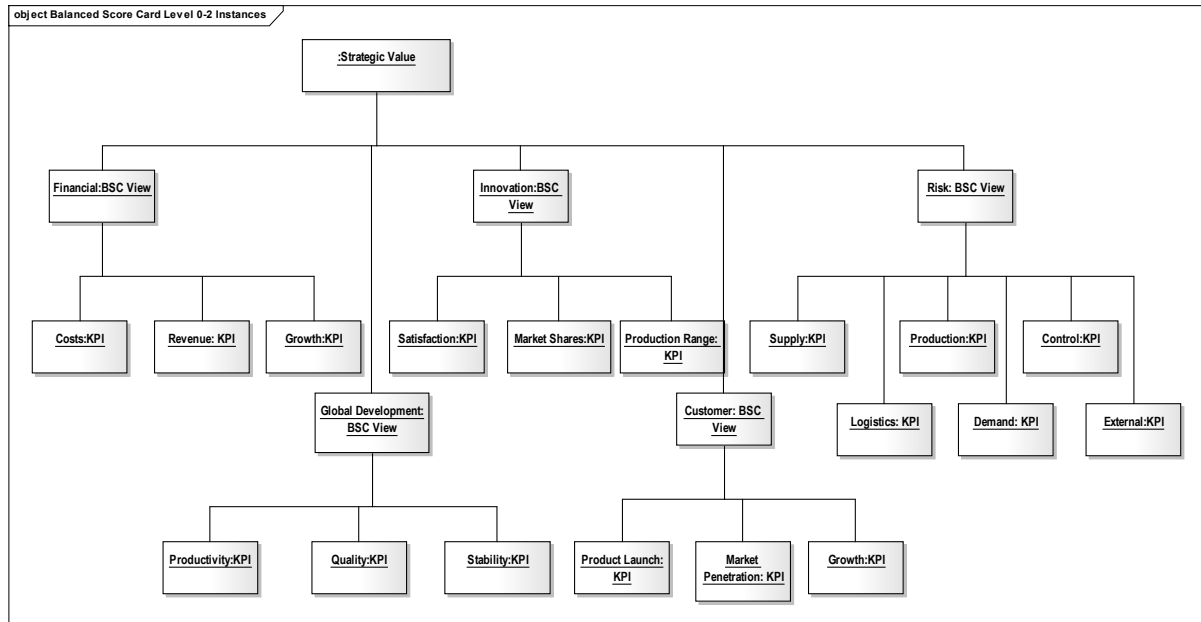 object Balanced Score Card Level 0-2 Instances
:Strategic Value
Financial:BSC View
Innovation:BSC
View
Risk: BSC View
Costs:KPI
Revenue: KPI
Growth:KPI
Satisfaction:KPI
Market Shares:KPI
Production Range:
KPI
Supply:KPI
Production:KPI
Control:KPI
Global Development:
BSC View
Customer: BSC
View
Logistics: KPI
Demand: KPI
External:KPI
Productivity:KPI
Quality:KPI
Stability:KPI
Product Launch:
KPI
Market
Penetration: KPI
Growth:KPI